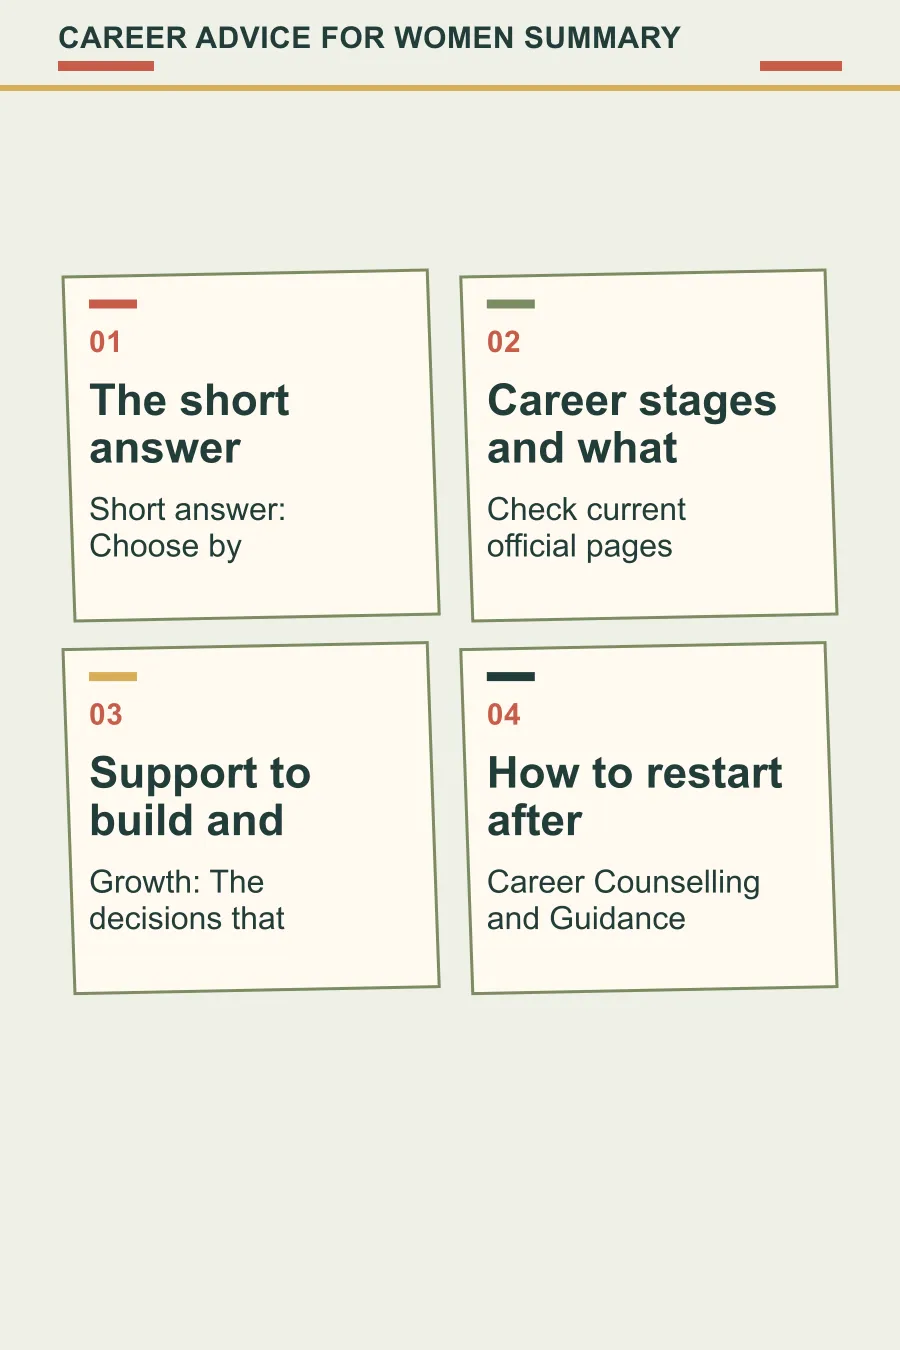 CAREER ADVICE FOR WOMEN SUMMARY
01
The short
answer
Short answer:
Choose by
02
Career stages
and what
Check current
official pages
03
Support to
build and
Growth: The
decisions that
04
How to restart
after
Career Counselling
and Guidance